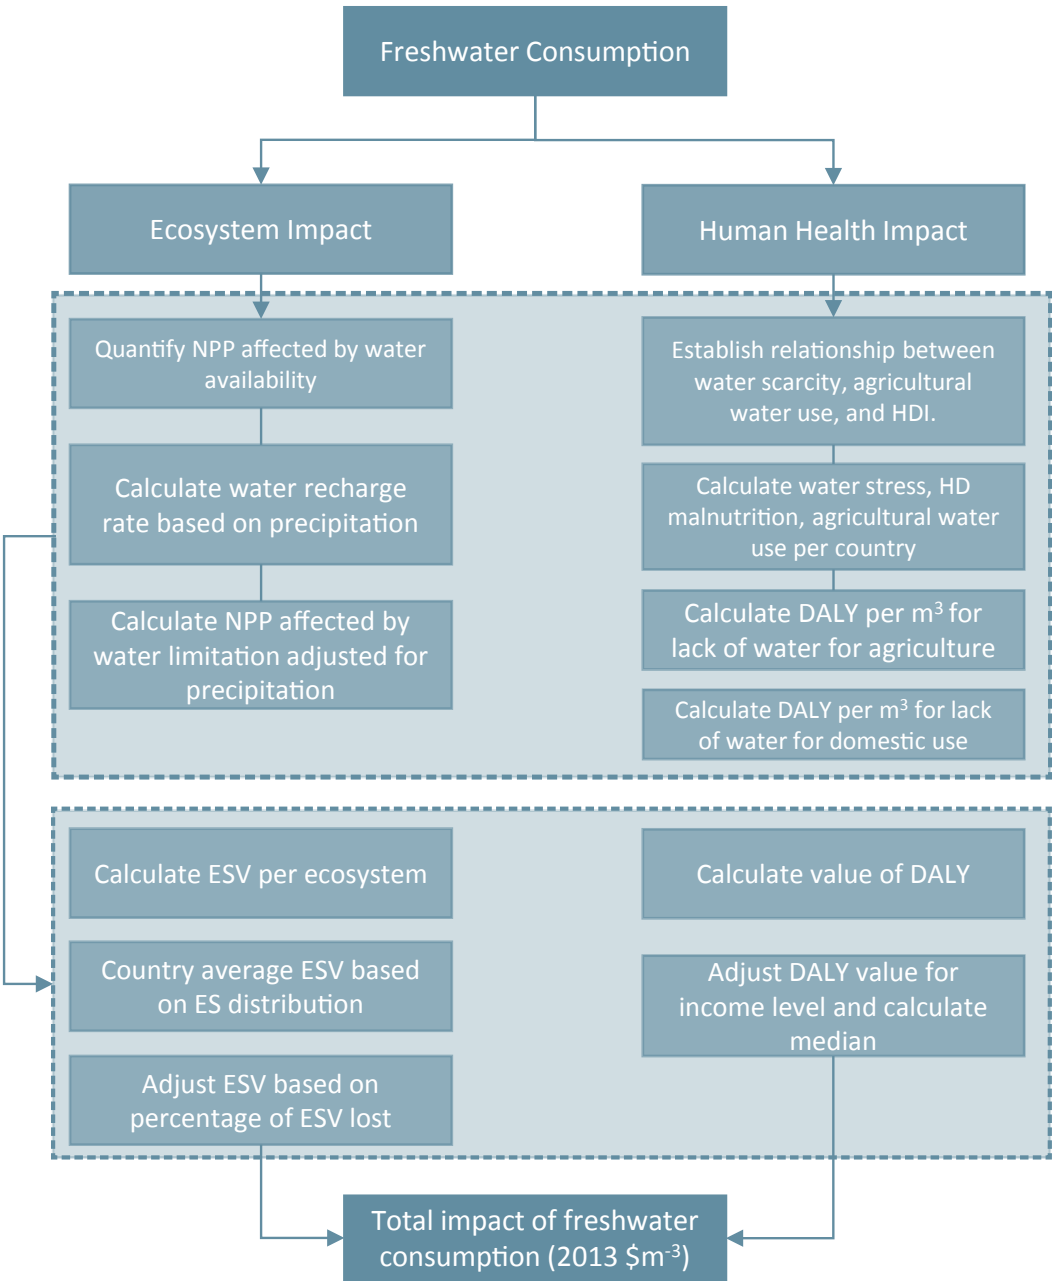 Freshwater Consumption
Ecosystem Impact
Human Health Impact
Quantify NPP affected by water
availability
Calculate water recharge
rate based on precipitation
Calculate NPP affected by
water limitation adjusted for
precipitation
Establish relationship between
water scarcity, agricultural
water use, and HDI.
Calculate water stress, HD
malnutrition, agricultural water
use per country
Calculate DALY per m³ for
lack of water for agriculture
Calculate DALY per m³ for lack
of water for domestic use
Calculate ESV per ecosystem
Country average ESV based
on ES distribution
Adjust ESV based on
percentage of ESV lost
Calculate value of DALY
Adjust DALY value for
income level and calculate
median
Total impact of freshwater
consumption (2013 $m⁻³)